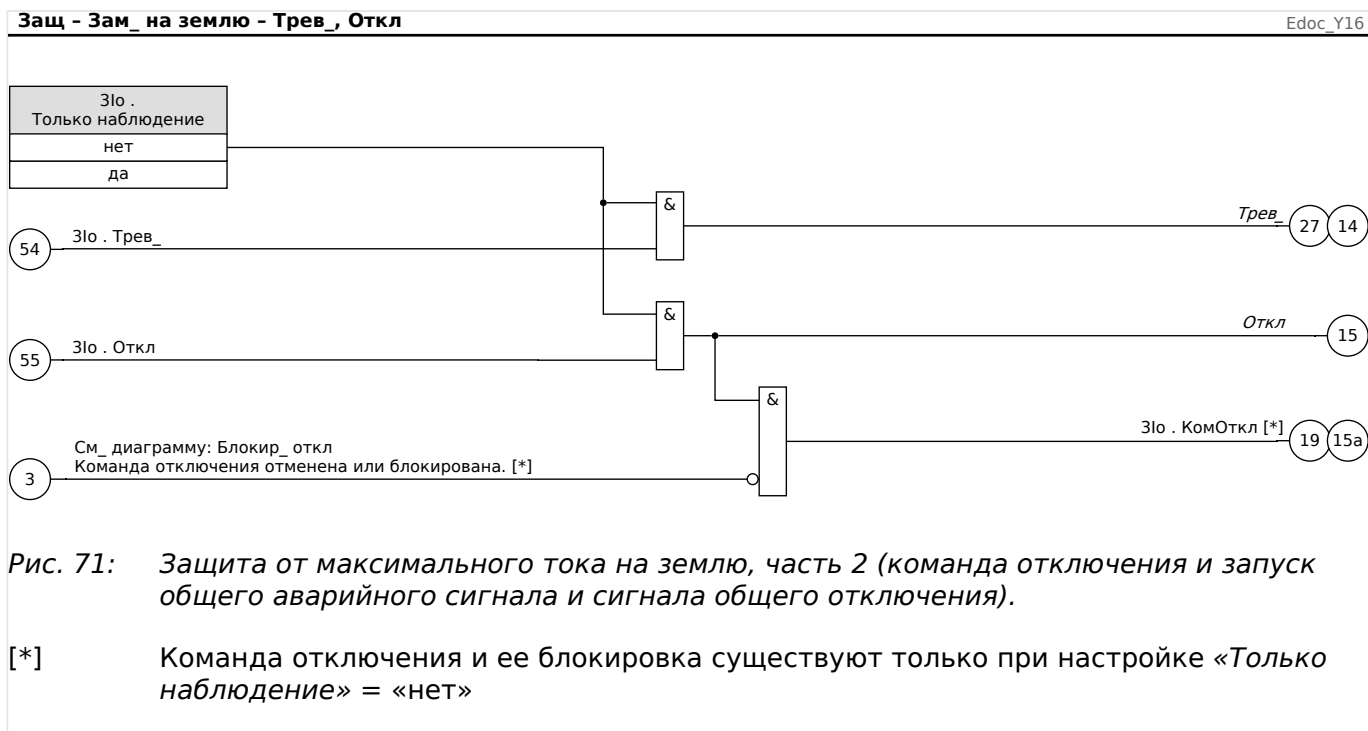 Защ – Зам_ на землю – Трев_, Откл
Edoc_Y16
3Io .
Только наблюдение
нет
да
&
Трев_
27 14
3Io . Трев_
54
&
Откл
15
3Io . Откл
55
&
3Io . КомОткл [*]
19 15a
См_ диаграмму: Блокир_ откл
Команда отключения отменена или блокирована. [*]
3
Рис. 71: Защита от максимального тока на землю, часть 2 (команда отключения и запуск
общего аварийного сигнала и сигнала общего отключения).
[*] Команда отключения и ее блокировка существуют только при настройке «Только
наблюдение» = «нет»